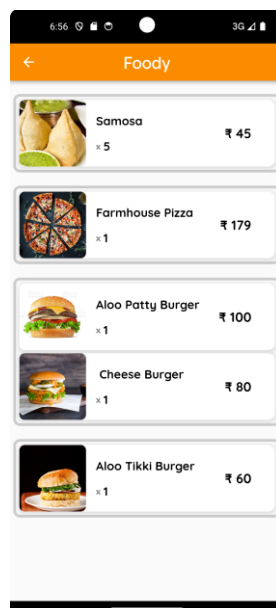 6:56 3G
Foody
Samosa
x 5
₹ 45
Farmhouse Pizza
x 1
₹ 179
Aloo Patty Burger
x 1
₹ 100
Cheese Burger
x 1
₹ 80
Aloo Tikki Burger
x 1
₹ 60